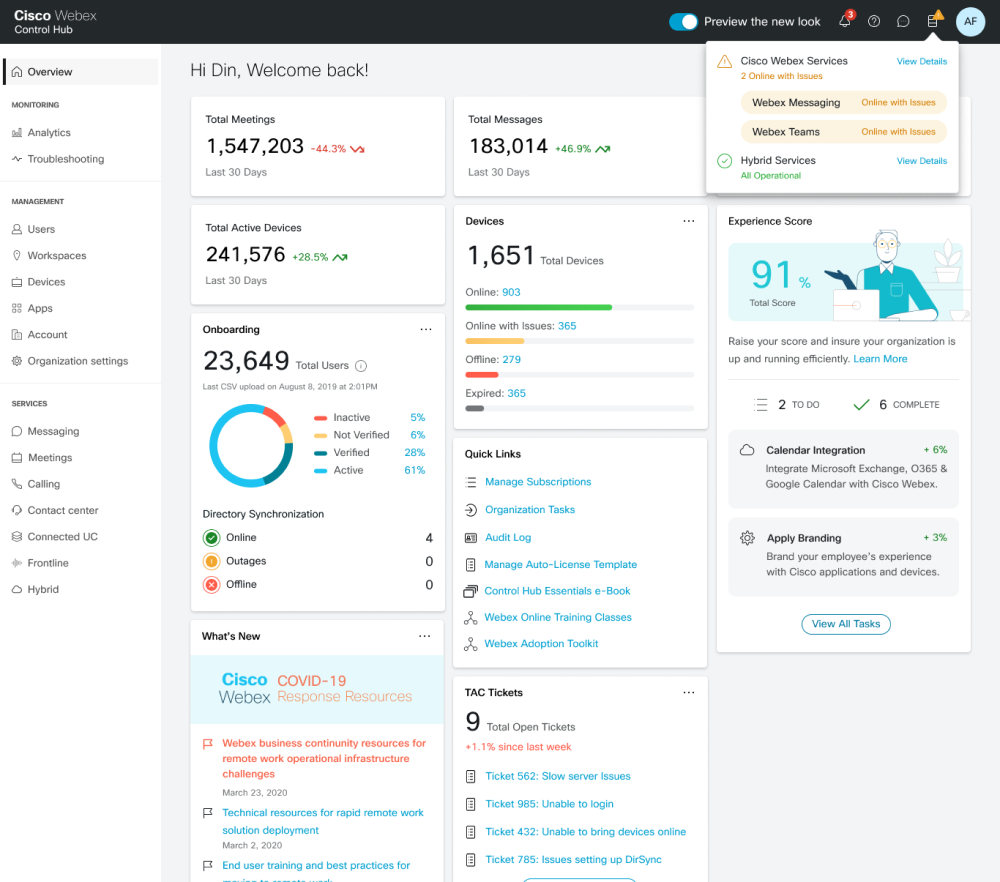 Cisco Webex
Control Hub
Preview the new look
3
AF
Overview
MONITORING
Analytics
Troubleshooting
MANAGEMENT
Users
Workspaces
Devices
Apps
Account
Organization settings
SERVICES
Messaging
Meetings
Calling
Contact center
Connected UC
Frontline
Hybrid
Hi Din, Welcome back!
Cisco Webex Services
View Details
2 Online with Issues
Webex Messaging
Online with Issues
Webex Teams
Online with Issues
Hybrid Services
View Details
All Operational
Total Meetings
1,547,203 -44.3%
Last 30 Days
Total Messages
183,014 +46.9%
Last 30 Days
Total Active Devices
241,576 +28.5%
Last 30 Days
Onboarding
...
23,649 Total Users
Last CSV upload on August 8, 2019 at 2:01PM
Inactive 5%
Not Verified 6%
Verified 28%
Active 61%
Directory Synchronization
Online 4
Outages 0
Offline 0
What's New
...
Cisco COVID-19
Webex Response Resources
Webex business continunity resources for
remote work operational infrastructure
challenges
March 23, 2020
Technical resources for rapid remote work
solution deployment
March 2, 2020
End user training and best practices for
moving to remote work
Devices
...
1,651 Total Devices
Online: 903
Online with Issues: 365
Offline: 279
Expired: 365
Quick Links
Manage Subscriptions
Organization Tasks
Audit Log
Manage Auto-License Template
Control Hub Essentials e-Book
Webex Online Training Classes
Webex Adoption Toolkit
TAC Tickets
...
9 Total Open Tickets
+1.1% since last week
Ticket 562: Slow server Issues
Ticket 985: Unable to login
Ticket 432: Unable to bring devices online
Ticket 785: Issues setting up DirSync
Experience Score
91 %
Total Score
Raise your score and insure your organization is
up and running efficiently. Learn More
2 TO DO
6 COMPLETE
Calendar Integration + 6%
Integrate Microsoft Exchange, O365 &
Google Calendar with Cisco Webex.
Apply Branding + 3%
Brand your employee's experience
with Cisco applications and devices.
View All Tasks